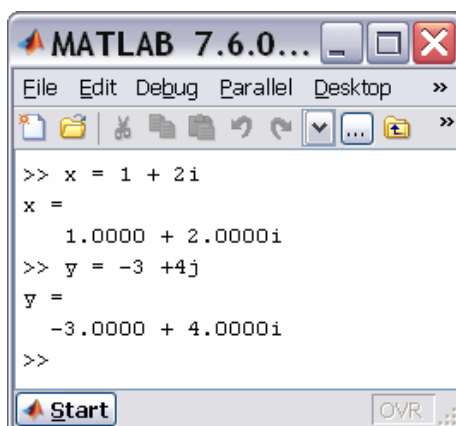 MATLAB 7.6.0...
File Edit Debug Parallel Desktop »
... »
>> x = 1 + 2i
x =
1.0000 + 2.0000i
>> y = -3 +4j
y =
-3.0000 + 4.0000i
>>
Start OVR